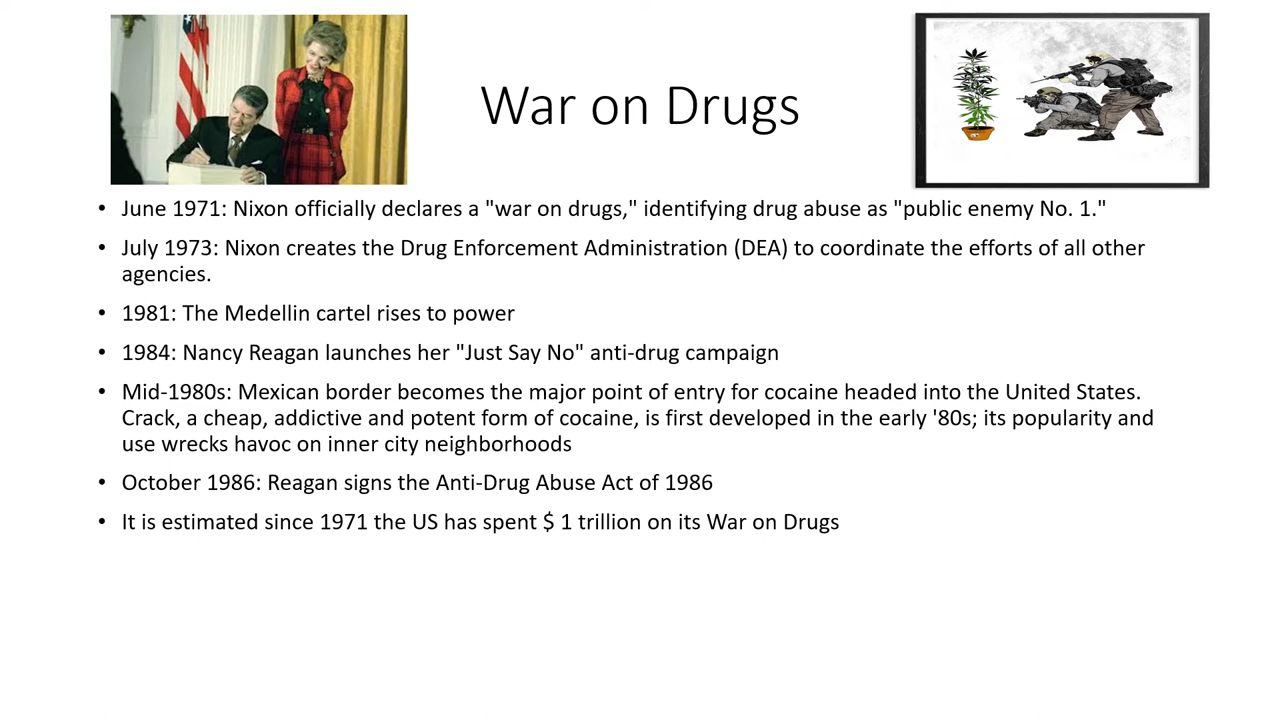 War on Drugs
• June 1971: Nixon officially declares a "war on drugs," identifying drug abuse as "public enemy No. 1."
• July 1973: Nixon creates the Drug Enforcement Administration (DEA) to coordinate the efforts of all other
agencies.
• 1981: The Medellin cartel rises to power
• 1984: Nancy Reagan launches her "Just Say No" anti-drug campaign
• Mid-1980s: Mexican border becomes the major point of entry for cocaine headed into the United States.
Crack, a cheap, addictive and potent form of cocaine, is first developed in the early '80s; its popularity and
use wrecks havoc on inner city neighborhoods
• October 1986: Reagan signs the Anti-Drug Abuse Act of 1986
• It is estimated since 1971 the US has spent $ 1 trillion on its War on Drugs